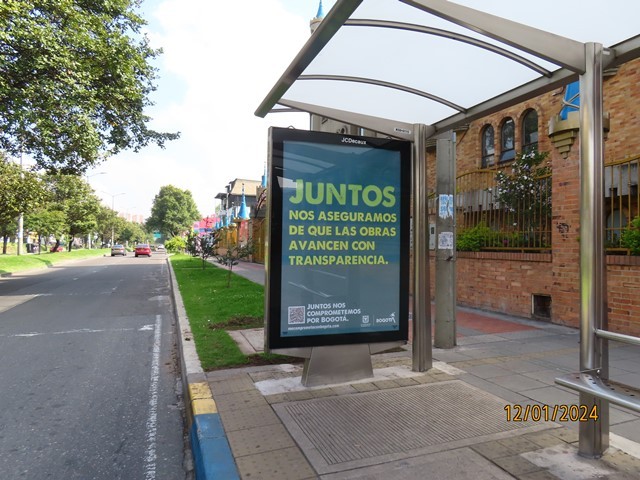 JCDecaux
JUNTOS
NOS ASEGURAMOS
DE QUE LAS OBRAS
AVANCEN CON
TRANSPARENCIA.
JUNTOS NOS
COMPROMETEMOS
POR BOGOTÁ.
BOGOTÁ
12/01/2024